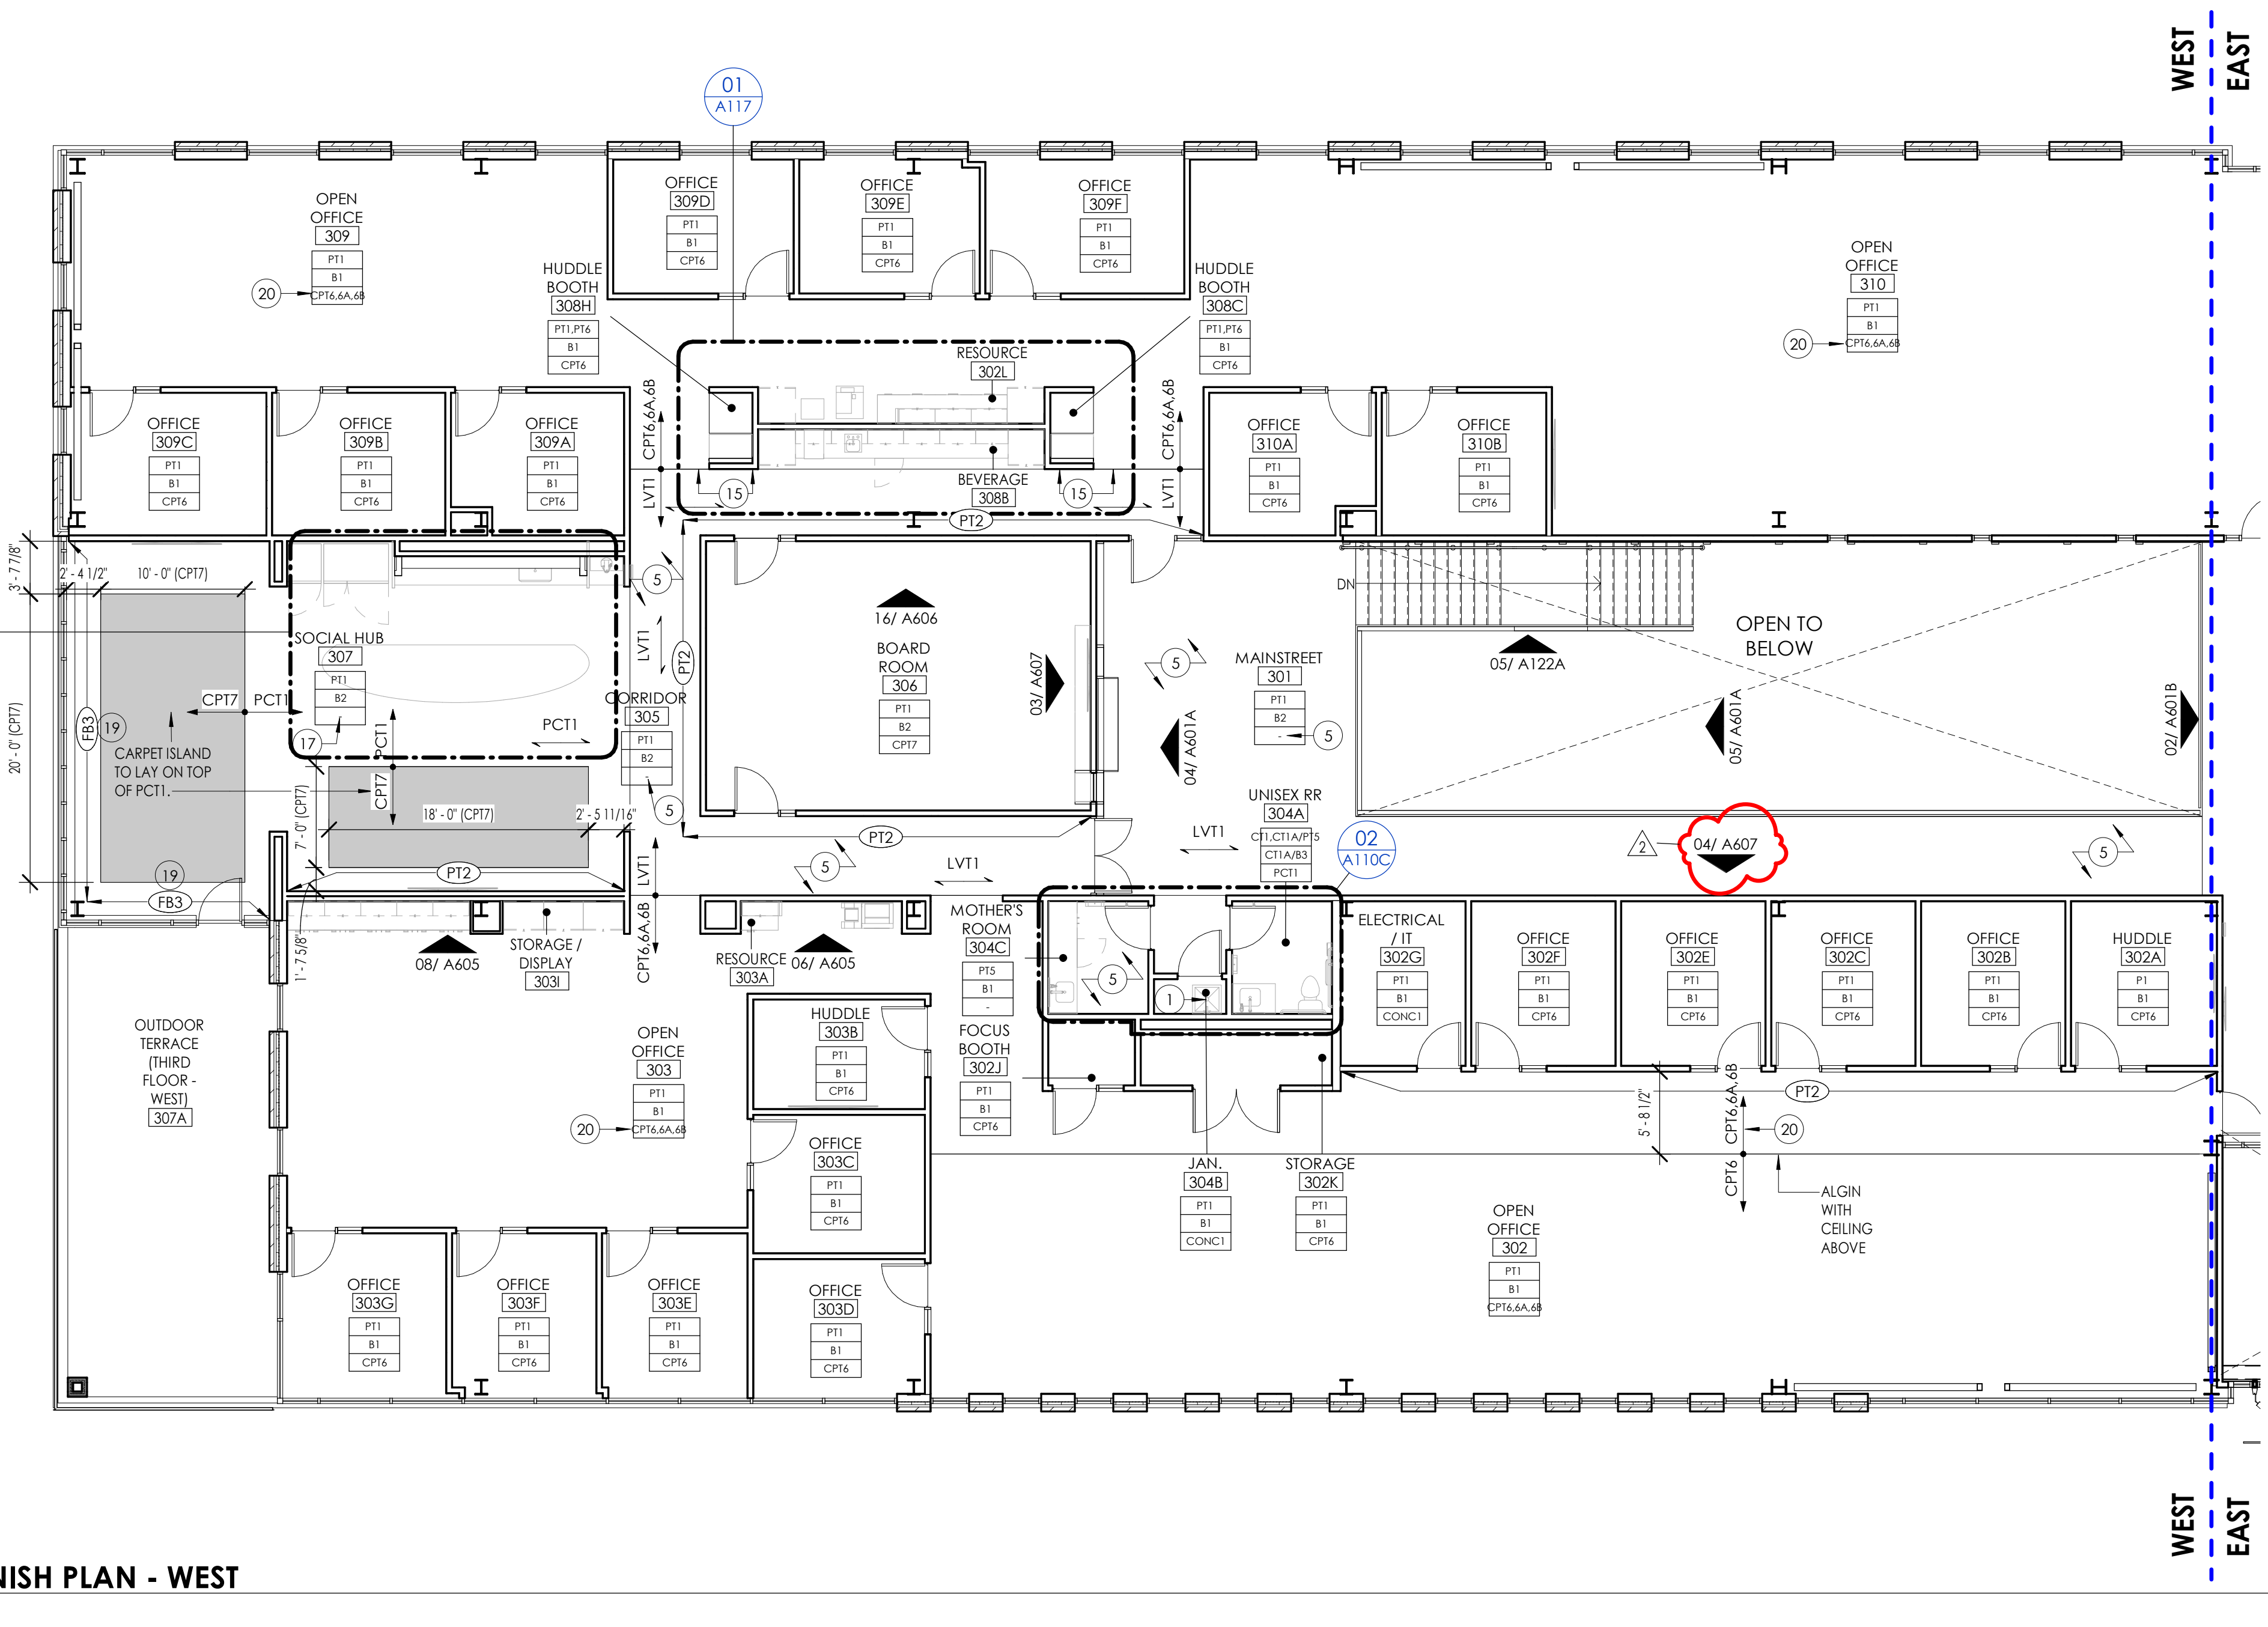 WEST
EAST
01
A117
OPEN
OFFICE
309
PT1
B1
CPT6,6A,6B
20
OFFICE
309D
PT1
B1
CPT6
OFFICE
309E
PT1
B1
CPT6
OFFICE
309F
PT1
B1
CPT6
HUDDLE
BOOTH
308H
PT1,PT6
B1
CPT6
HUDDLE
BOOTH
308C
PT1,PT6
B1
CPT6
OPEN
OFFICE
310
PT1
B1
CPT6,6A,6B
20
RESOURCE
302L
BEVERAGE
308B
15
15
CPT6,6A,6B
LVT1
CPT6,6A,6B
LVT1
OFFICE
309C
PT1
B1
CPT6
OFFICE
309B
PT1
B1
CPT6
OFFICE
309A
PT1
B1
CPT6
OFFICE
310A
PT1
B1
CPT6
OFFICE
310B
PT1
B1
CPT6
PT2
3' - 7 7/8"
2' - 4 1/2"
10' - 0" (CPT7)
20' - 0" (CPT7)
FB3
19
CPT7
PCT1
CARPET ISLAND
TO LAY ON TOP
OF PCT1.
SOCIAL HUB
307
PT1
B2
-
17
PCT1
CPT7
PCT1
5
LVT1
PT2
CORRIDOR
305
PT1
B2
-
5
16/ A606
BOARD
ROOM
306
PT1
B2
CPT7
03/ A607
5
04/ A601A
MAINSTREET
301
PT1
B2
-
5
DN
05/ A122A
OPEN TO
BELOW
05/ A601A
02/ A601B
18' - 0" (CPT7)
2' - 5 11/16"
7' - 0" (CPT7)
1' - 7 5/8"
PT2
19
FB3
PT2
5
LVT1
LVT1
CPT6,6A,6B
LVT1
UNISEX RR
304A
CT1,CT1A/PT5
CT1A/B3
PCT1
02
A110C
2
04/ A607
5
08/ A605
STORAGE /
DISPLAY
303I
RESOURCE
303A
06/ A605
MOTHER'S
ROOM
304C
PT5
B1
-
5
1
FOCUS
BOOTH
302J
PT1
B1
CPT6
ELECTRICAL
/ IT
302G
PT1
B1
CONC1
OFFICE
302F
PT1
B1
CPT6
OFFICE
302E
PT1
B1
CPT6
OFFICE
302C
PT1
B1
CPT6
OFFICE
302B
PT1
B1
CPT6
HUDDLE
302A
P1
B1
CPT6
OUTDOOR
TERRACE
(THIRD
FLOOR -
WEST)
307A
OPEN
OFFICE
303
PT1
B1
CPT6,6A,6B
20
HUDDLE
303B
PT1
B1
CPT6
OFFICE
303C
PT1
B1
CPT6
OFFICE
303D
PT1
B1
CPT6
OFFICE
303G
PT1
B1
CPT6
OFFICE
303F
PT1
B1
CPT6
OFFICE
303E
PT1
B1
CPT6
JAN.
304B
PT1
B1
CONC1
STORAGE
302K
PT1
B1
CPT6
PT2
5' - 8 1/2"
CPT6,6A,6B
CPT6
20
ALGIN
WITH
CEILING
ABOVE
OPEN
OFFICE
302
PT1
B1
CPT6,6A,6B
WEST
EAST
NISH PLAN - WEST